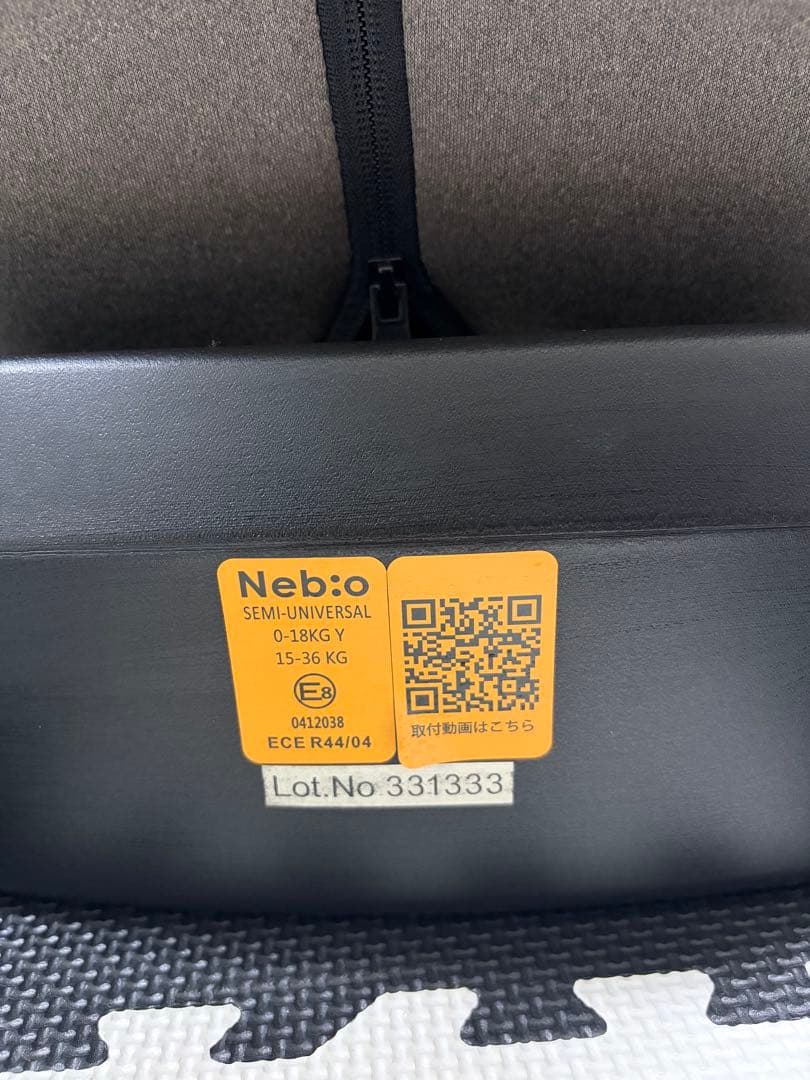 Neb:o
SEMI-UNIVERSAL
0-18KG Y
15-36 KG
E8
0412038
ECE R44/04
取付動画はこちら
Lot.No 331333